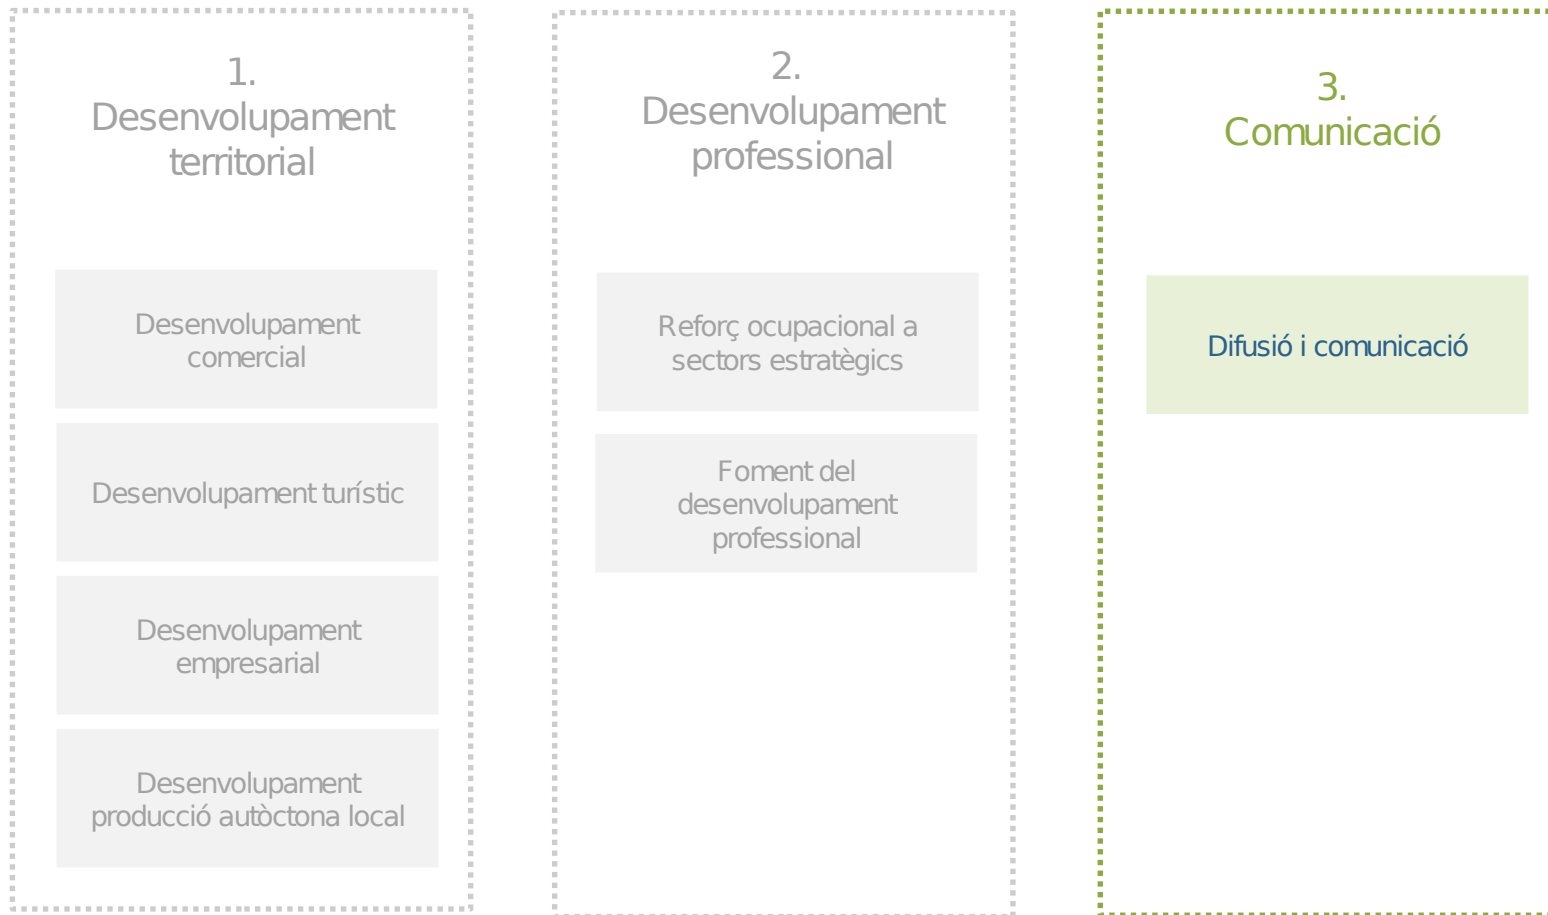 1.
Desenvolupament
territorial
Desenvolupament
comercial
Desenvolupament turístic
Desenvolupament
empresarial
Desenvolupament
producció autòctona local
2.
Desenvolupament
professional
Reforç ocupacional a
sectors estratègics
Foment del
desenvolupament
professional
3.
Comunicació
Difusió i comunicació